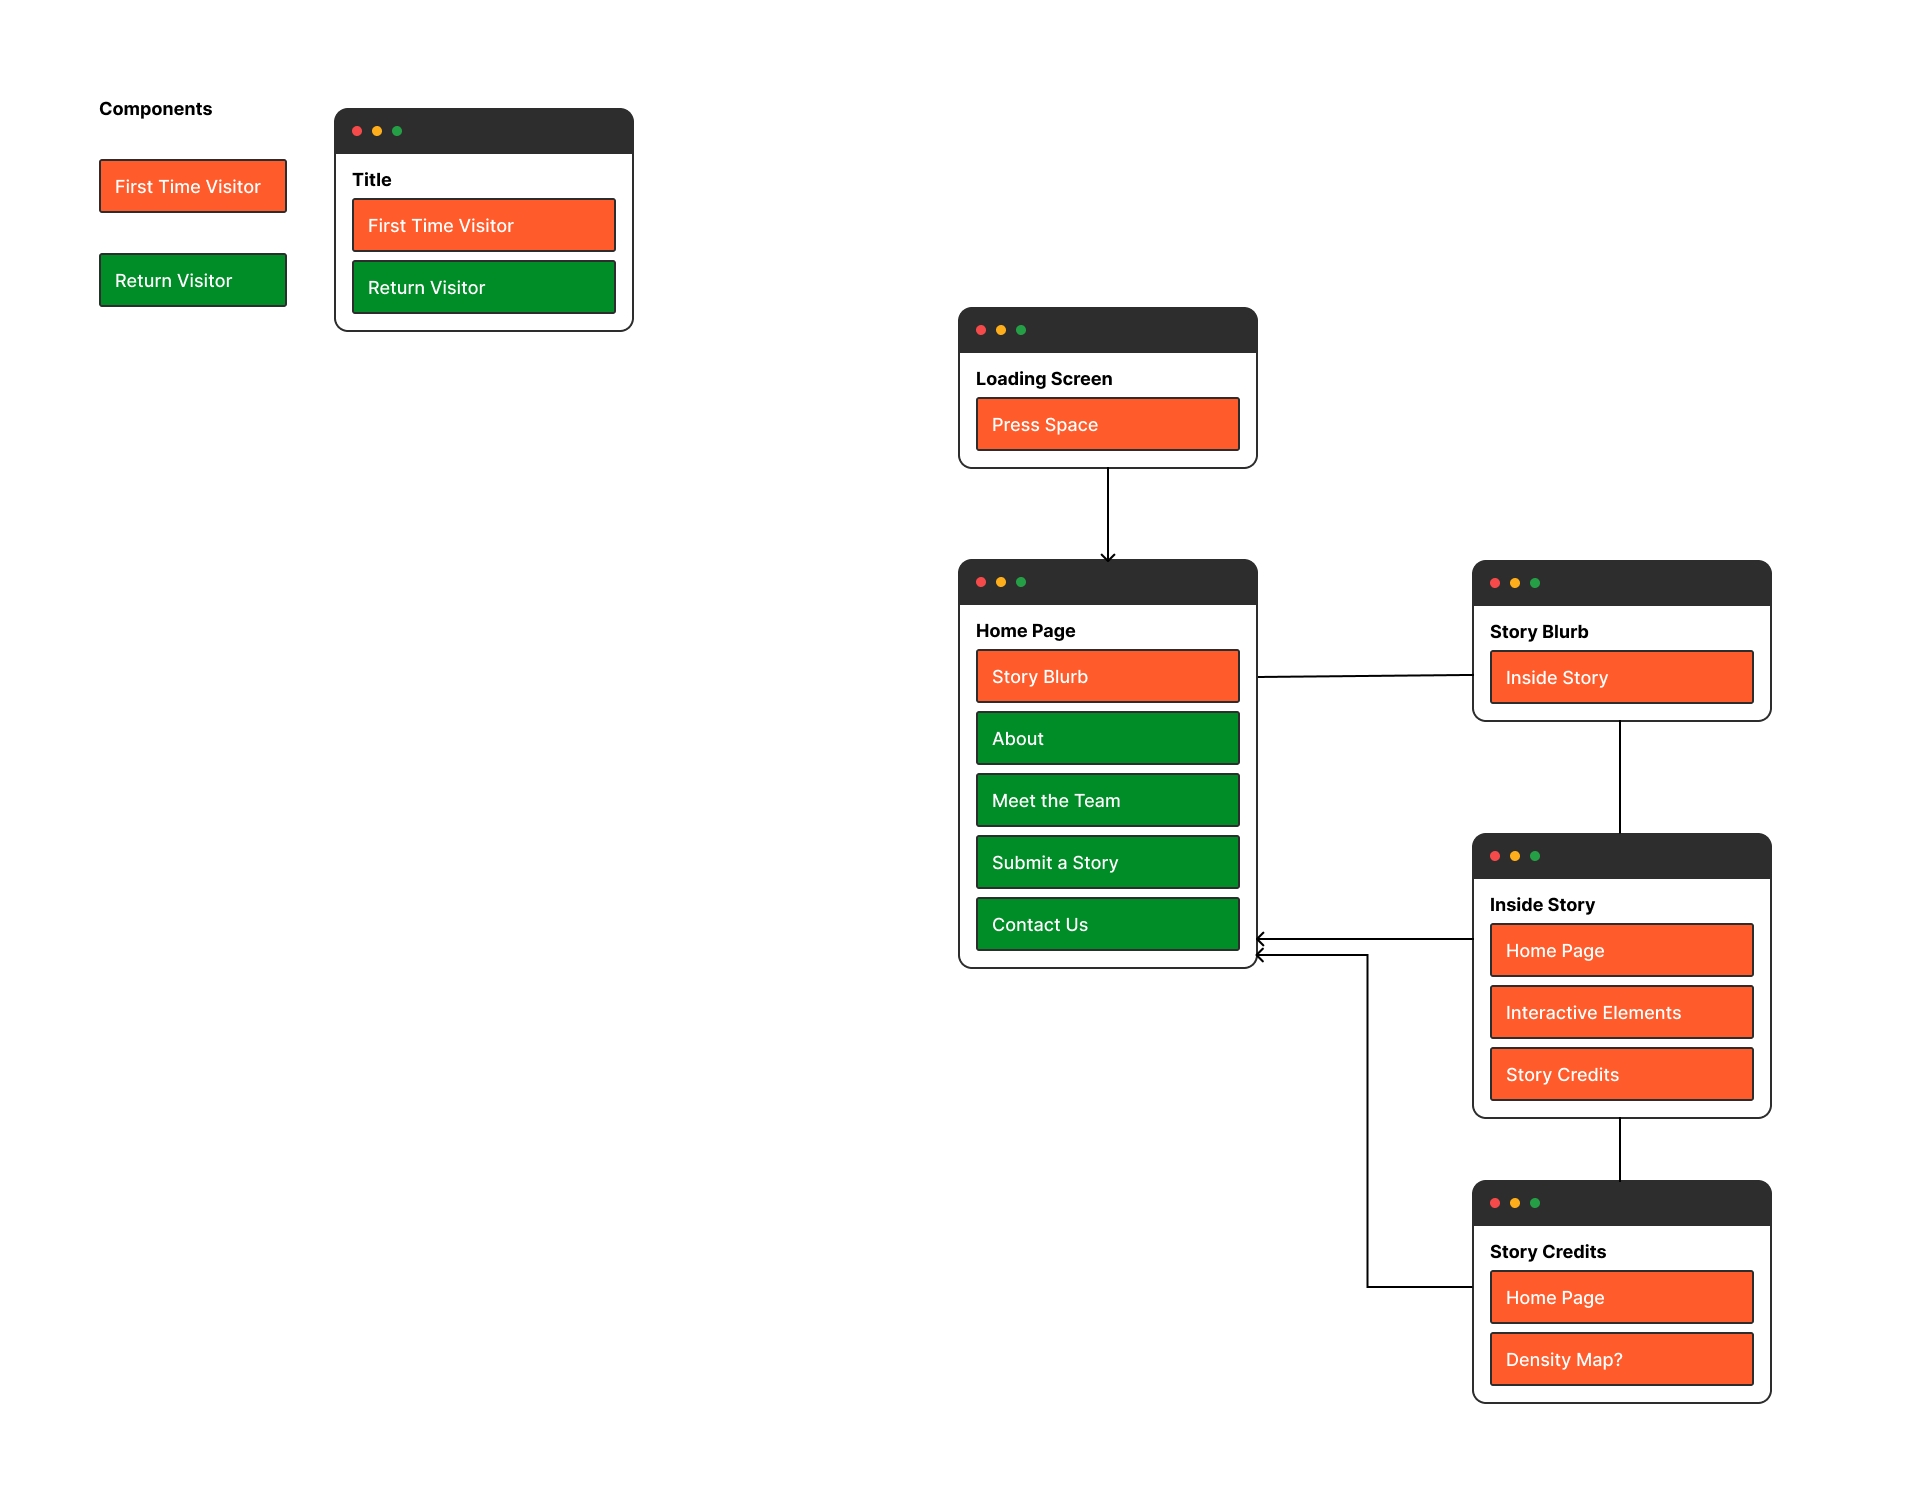 Components
First Time Visitor
Return Visitor
Title
First Time Visitor
Return Visitor
Loading Screen
Press Space
Home Page
Story Blurb
About
Meet the Team
Submit a Story
Contact Us
Story Blurb
Inside Story
Inside Story
Home Page
Interactive Elements
Story Credits
Story Credits
Home Page
Density Map?